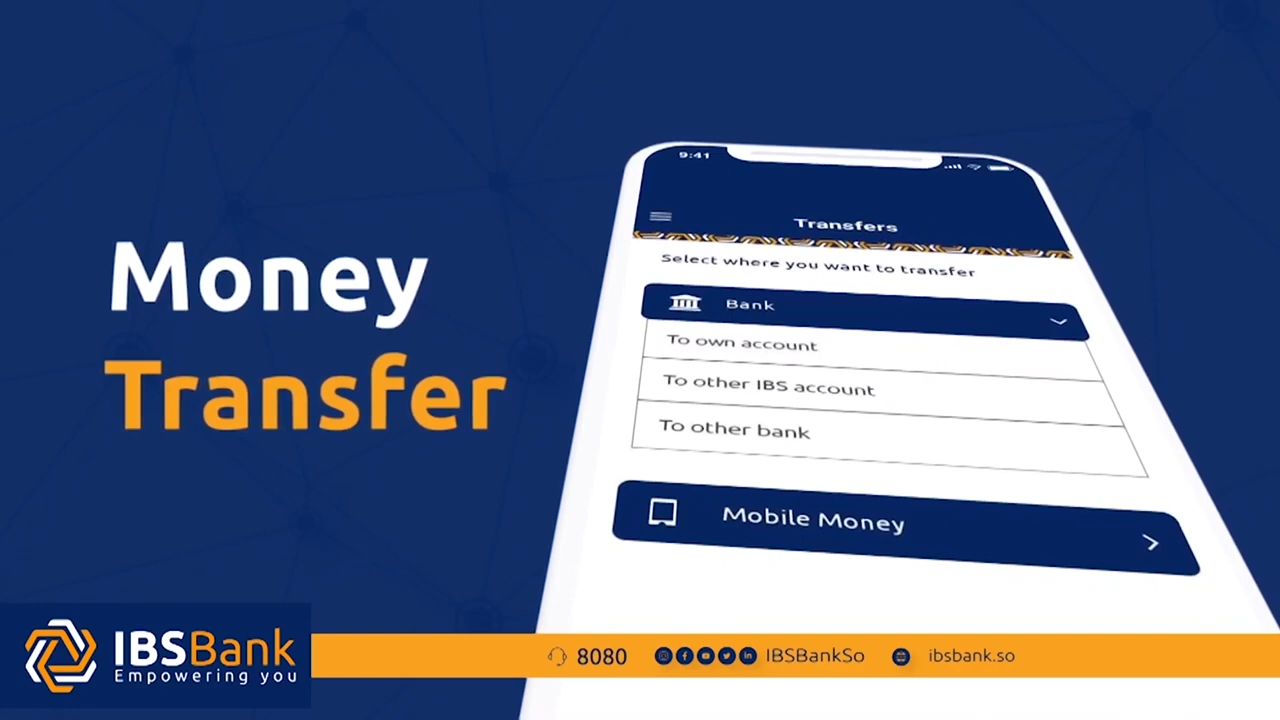 Money
Transfer
9:41
Transfers
Select where you want to transfer
Bank
To own account
To other IBS account
To other bank
Mobile Money
IBSBank
Empowering you
8080
IBSBankSo
ibsbank.so